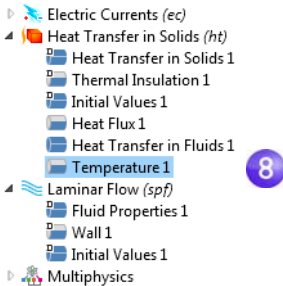 Electric Currents (ec)
Heat Transfer in Solids (ht)
D Heat Transfer in Solids 1
D Thermal Insulation 1
D Initial Values 1
Heat Flux 1
Heat Transfer in Fluids 1
Temperature 1
8
Laminar Flow (spf)
D Fluid Properties 1
D Wall 1
D Initial Values 1
Multiphysics